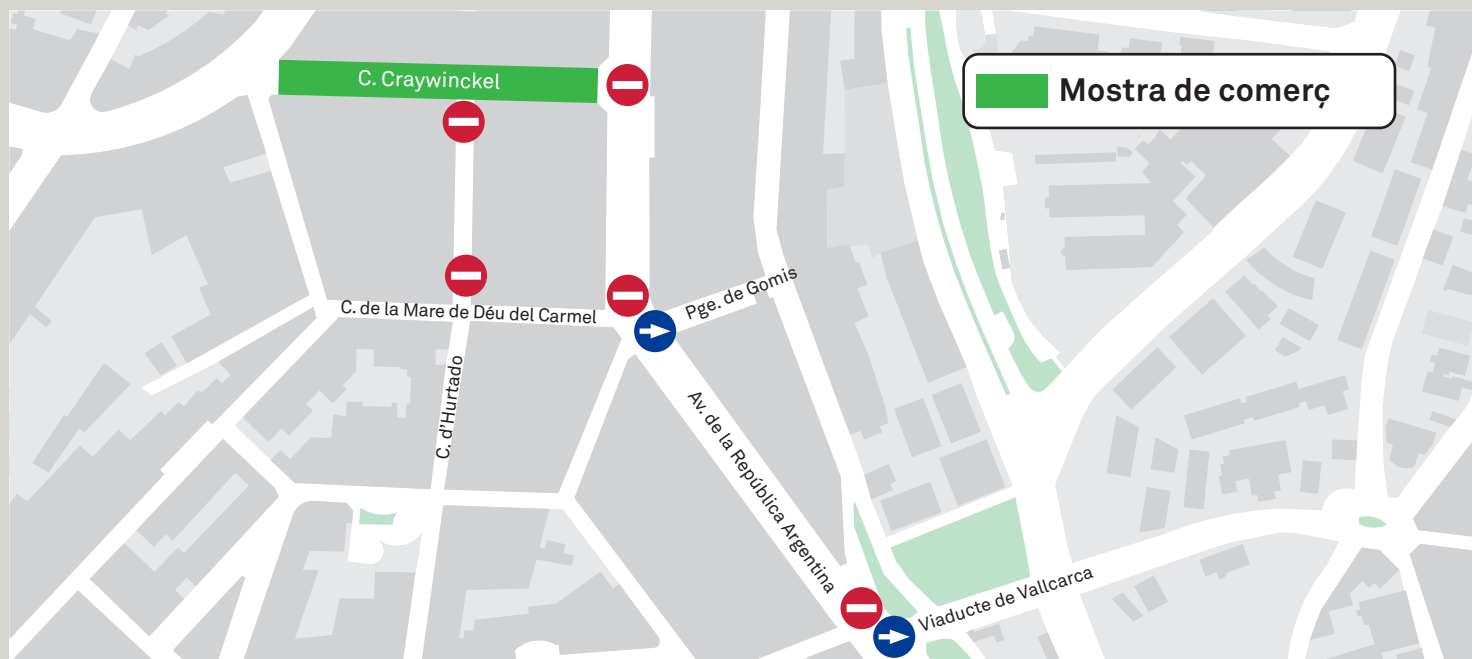 C. Craywinckel
Mostra de comerç
Pge. de Gomis
C. de la Mare de Déu del Carmel
C. d'Hurtado
Av. de la República Argentina
Viaducte de Vallcarca